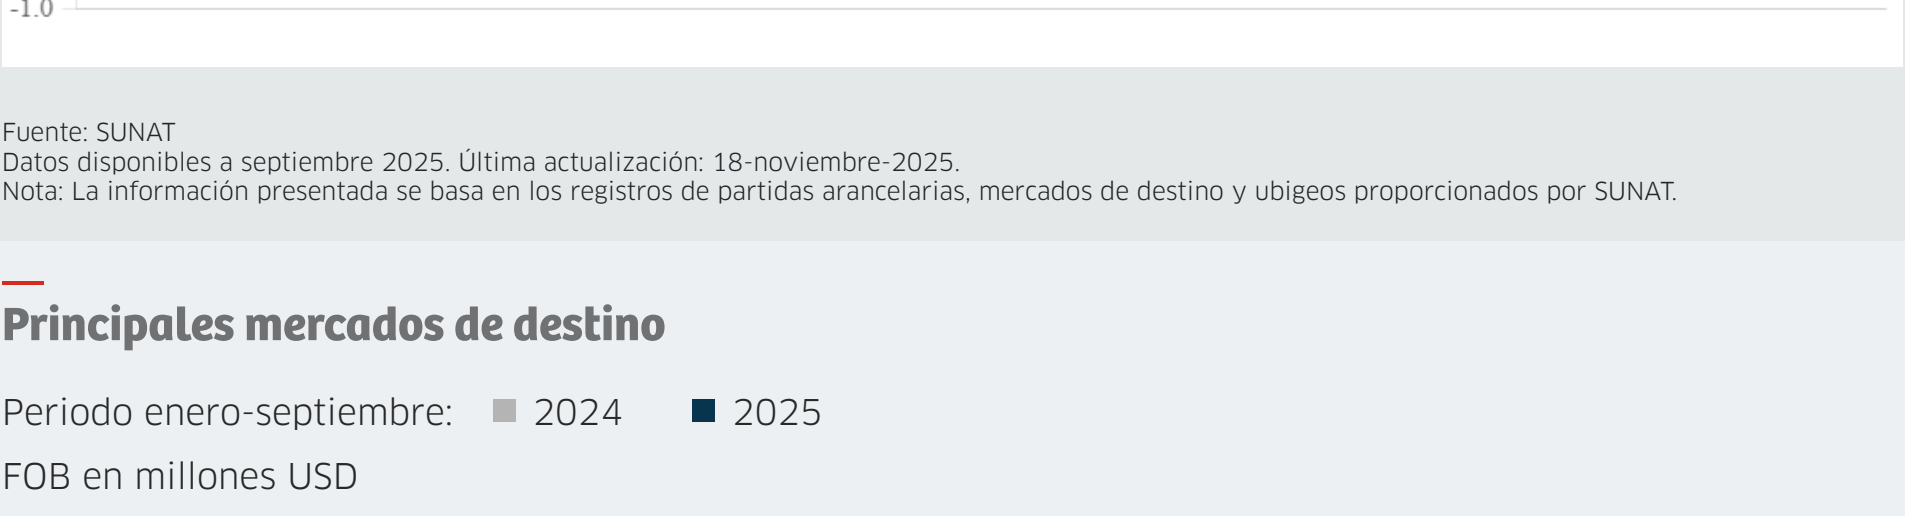 -1.0
Fuente: SUNAT
Datos disponibles a septiembre 2025. Última actualización: 18-noviembre-2025.
Nota: La información presentada se basa en los registros de partidas arancelarias, mercados de destino y ubigeos proporcionados por SUNAT.
Principales mercados de destino
Periodo enero-septiembre: 2024 2025
FOB en millones USD